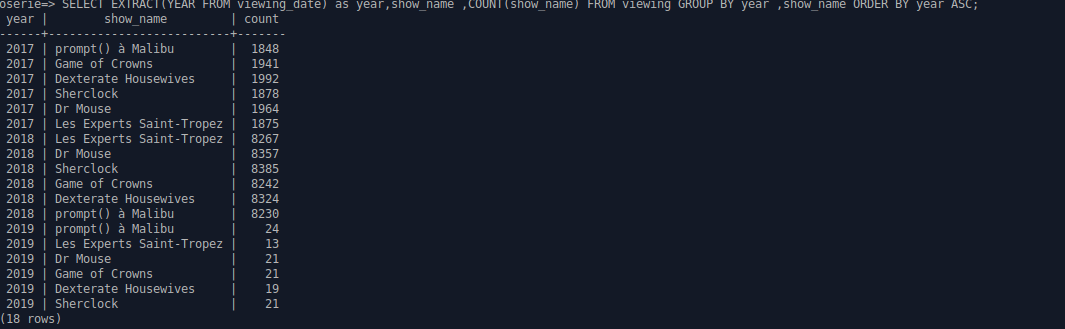 oserie=> SELECT EXTRACT(YEAR FROM viewing_date) as year,show_name ,COUNT(show_name) FROM viewing GROUP BY year ,show_name ORDER BY year ASC;
 year |        show_name         | count
------+--------------------------+-------
 2017 | prompt() à Malibu        |  1848
 2017 | Game of Crowns           |  1941
 2017 | Dexterate Housewives     |  1992
 2017 | Sherclock                |  1878
 2017 | Dr Mouse                 |  1964
 2017 | Les Experts Saint-Tropez |  1875
 2018 | Les Experts Saint-Tropez |  8267
 2018 | Dr Mouse                 |  8357
 2018 | Sherclock                |  8385
 2018 | Game of Crowns           |  8242
 2018 | Dexterate Housewives     |  8324
 2018 | prompt() à Malibu        |  8230
 2019 | prompt() à Malibu        |    24
 2019 | Les Experts Saint-Tropez |    13
 2019 | Dr Mouse                 |    21
 2019 | Game of Crowns           |    21
 2019 | Dexterate Housewives     |    19
 2019 | Sherclock                |    21
(18 rows)